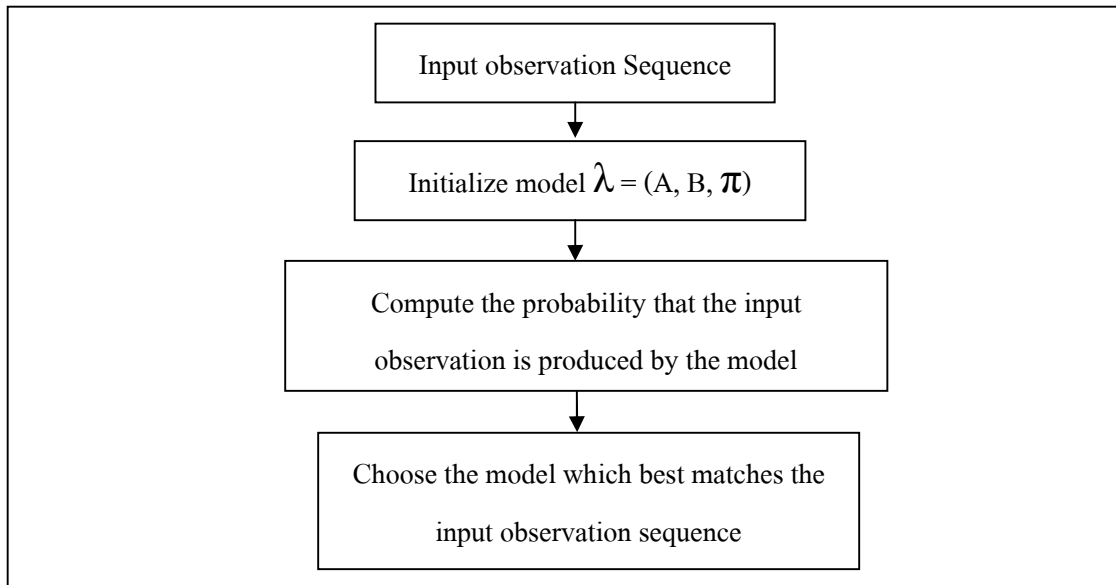 Input observation Sequence
Initialize model λ = (A, B, π)
Compute the probability that the input
observation is produced by the model
Choose the model which best matches the
input observation sequence